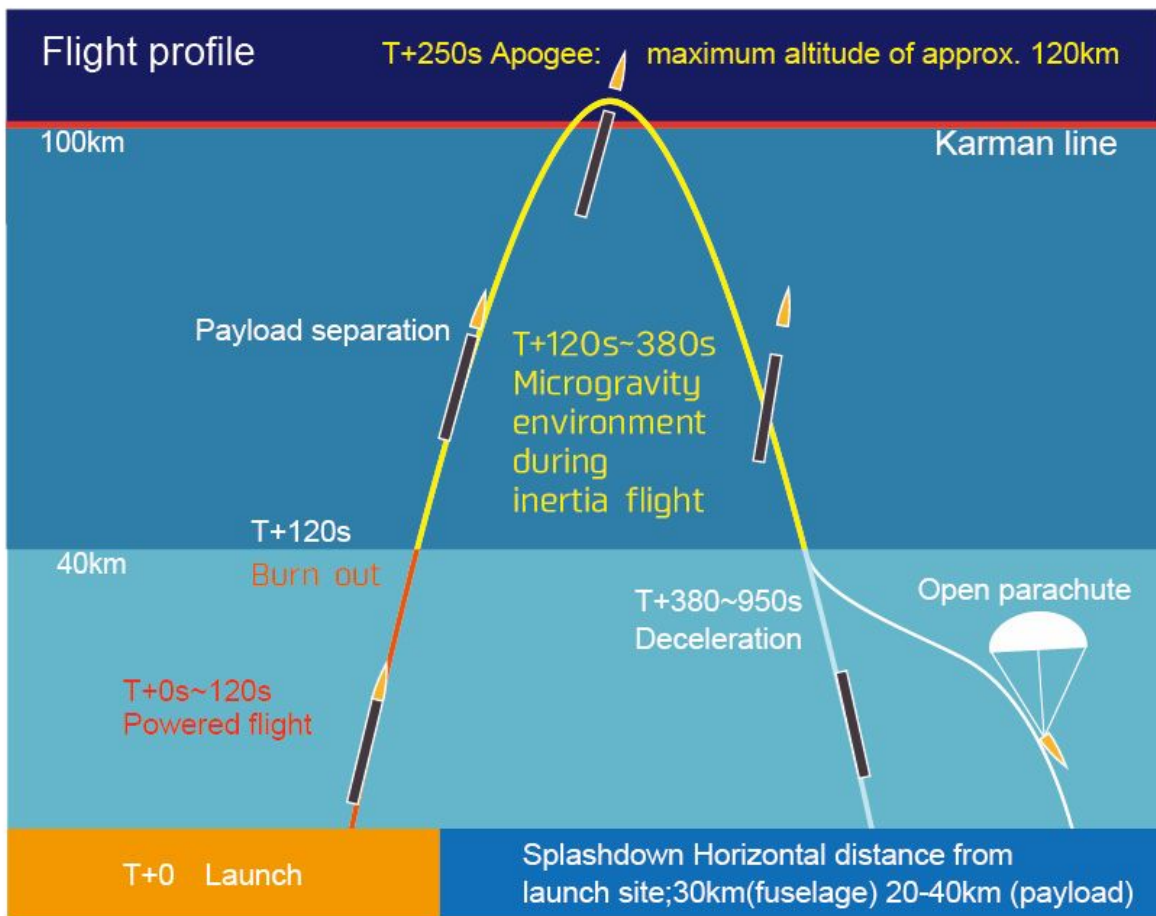 Flight profile
T+250s Apogee: maximum altitude of approx. 120km
100km
Karman line
Payload separation
T+120s~380s
Microgravity
environment
during
inertia flight
T+120s
Burn out
40km
T+380~950s
Deceleration
Open parachute
T+0s~120s
Powered flight
T+0 Launch
Splashdown Horizontal distance from
launch site;30km(fuselage) 20-40km (payload)